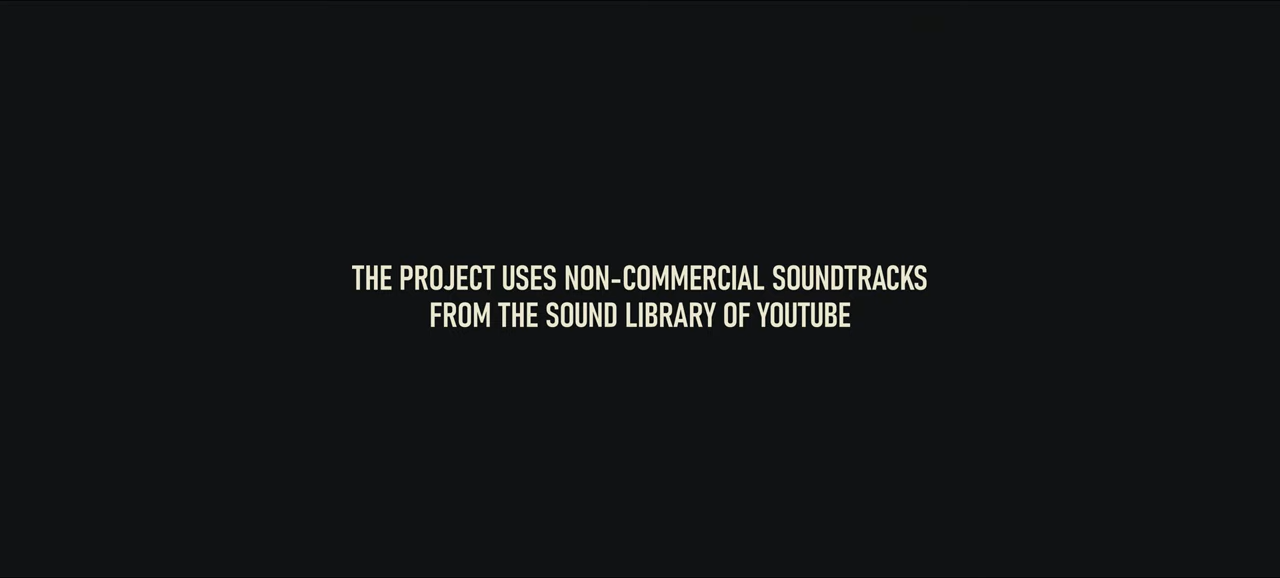 THE PROJECT USES NON-COMMERCIAL SOUNDTRACKS
FROM THE SOUND LIBRARY OF YOUTUBE